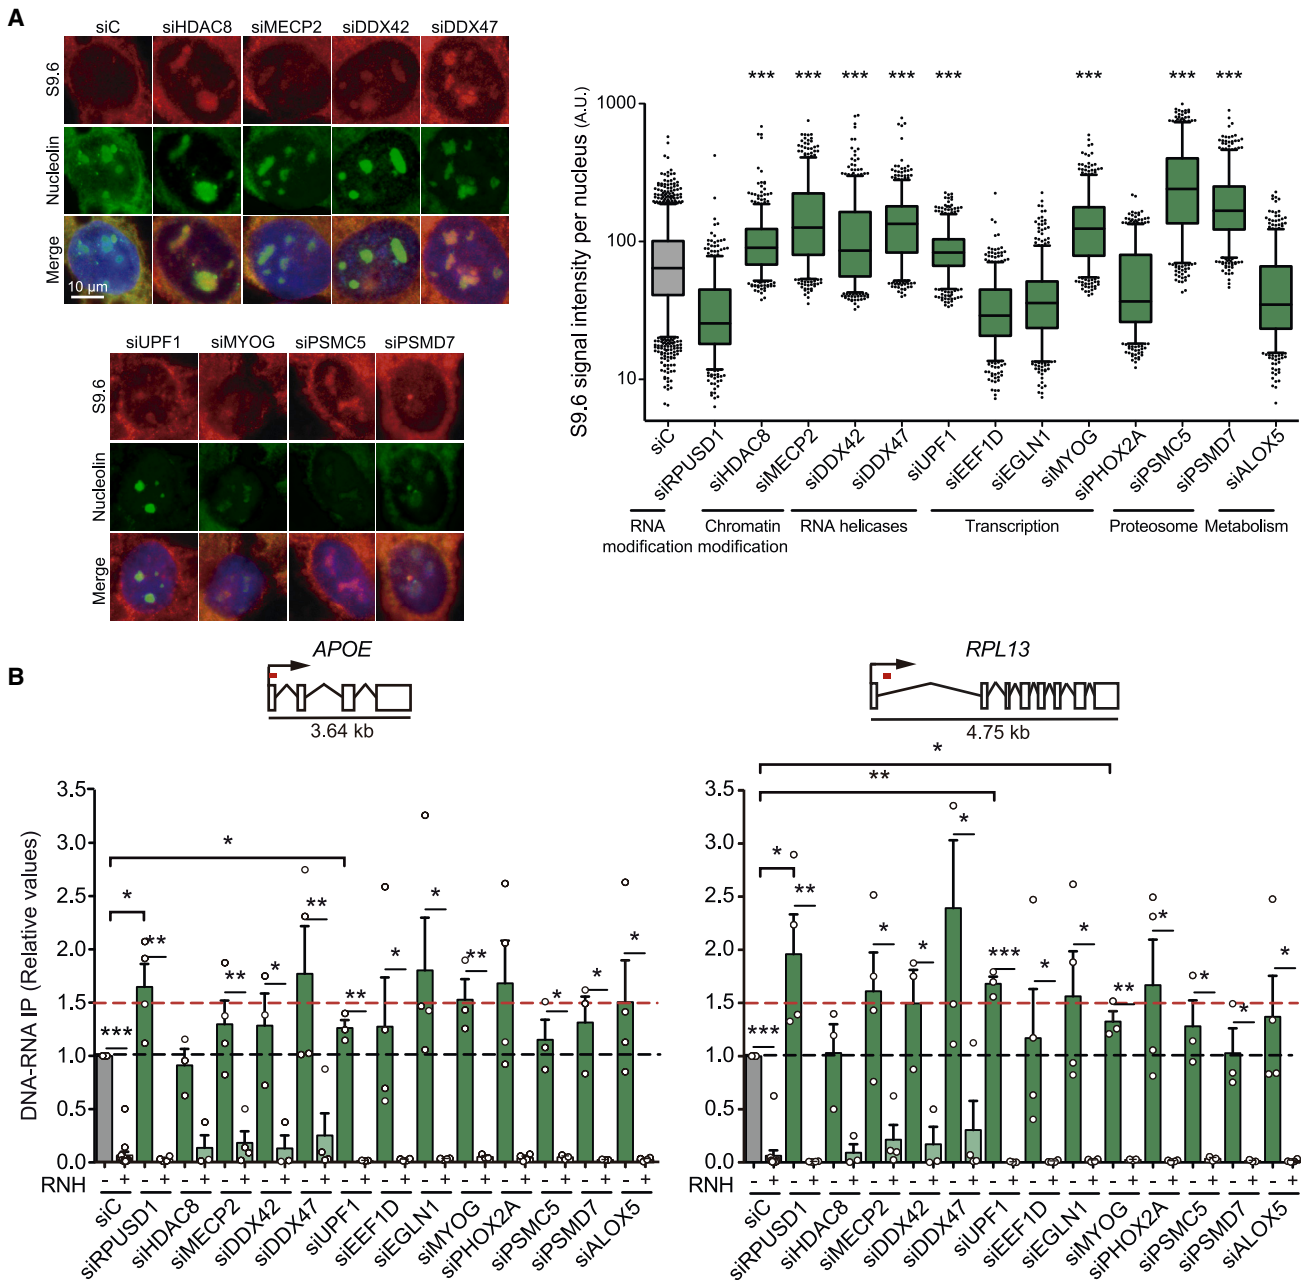 A
siC siHDAC8 siMECP2 siDDX42 siDDX47
S9.6
Nucleolin
Merge
10 µm
siUPF1 siMYOG siPSMC5 siPSMD7
S9.6
Nucleolin
Merge
S9.6 signal intensity per nucleus (A.U.)
*** *** *** *** *** *** *** ***
1000
100
10
siC siRPUSD1 siHDAC8 siMECP2 siDDX42 siDDX47 siUPF1 siEEF1D siEGLN1 siMYOG siPHOX2A siPSMC5 siPSMD7 siALOX5
RNA modification
Chromatin modification
RNA helicases
Transcription
Proteosome
Metabolism
B
APOE
3.64 kb
RPL13
4.75 kb
DNA-RNA IP (Relative values)
3.5
3.0
2.5
2.0
1.5
1.0
0.5
0.0
* * *** ** ** * ** ** * * ** * * *
RNH - + - + - + - + - + - + - + - + - + - + - + - + - + - +
siC siRPUSD1 siHDAC8 siMECP2 siDDX42 siDDX47 siUPF1 siEEF1D siEGLN1 siMYOG siPHOX2A siPSMC5 siPSMD7 siALOX5
3.5
3.0
2.5
2.0
1.5
1.0
0.5
0.0
* ** * *** ** * * * *** * * ** * * * *
RNH - + - + - + - + - + - + - + - + - + - + - + - + - + - +
siC siRPUSD1 siHDAC8 siMECP2 siDDX42 siDDX47 siUPF1 siEEF1D siEGLN1 siMYOG siPHOX2A siPSMC5 siPSMD7 siALOX5